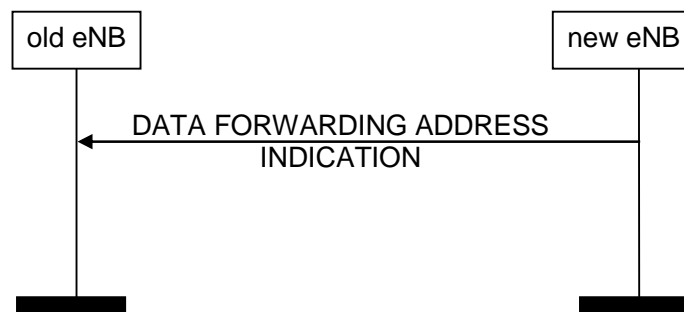 old eNB
new eNB
DATA FORWARDING ADDRESS
INDICATION